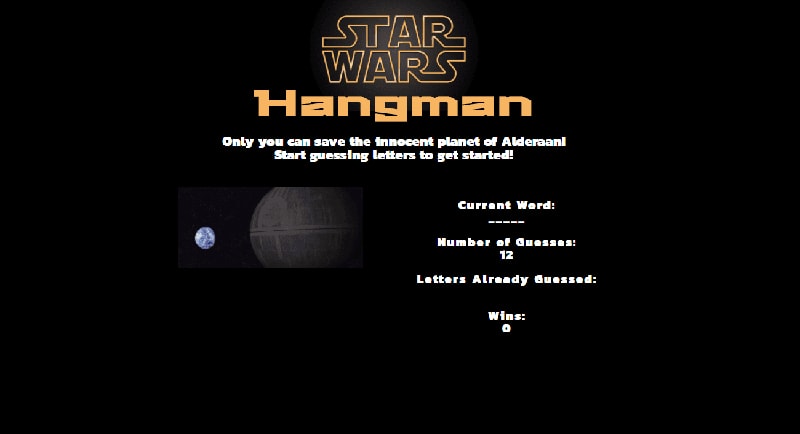 STAR
WARS
Hangman
Only you can save the innocent planet of Alderaan!
Start guessing letters to get started!
Current Word:
_____
Number of Guesses:
12
Letters Already Guessed:
Wins:
0